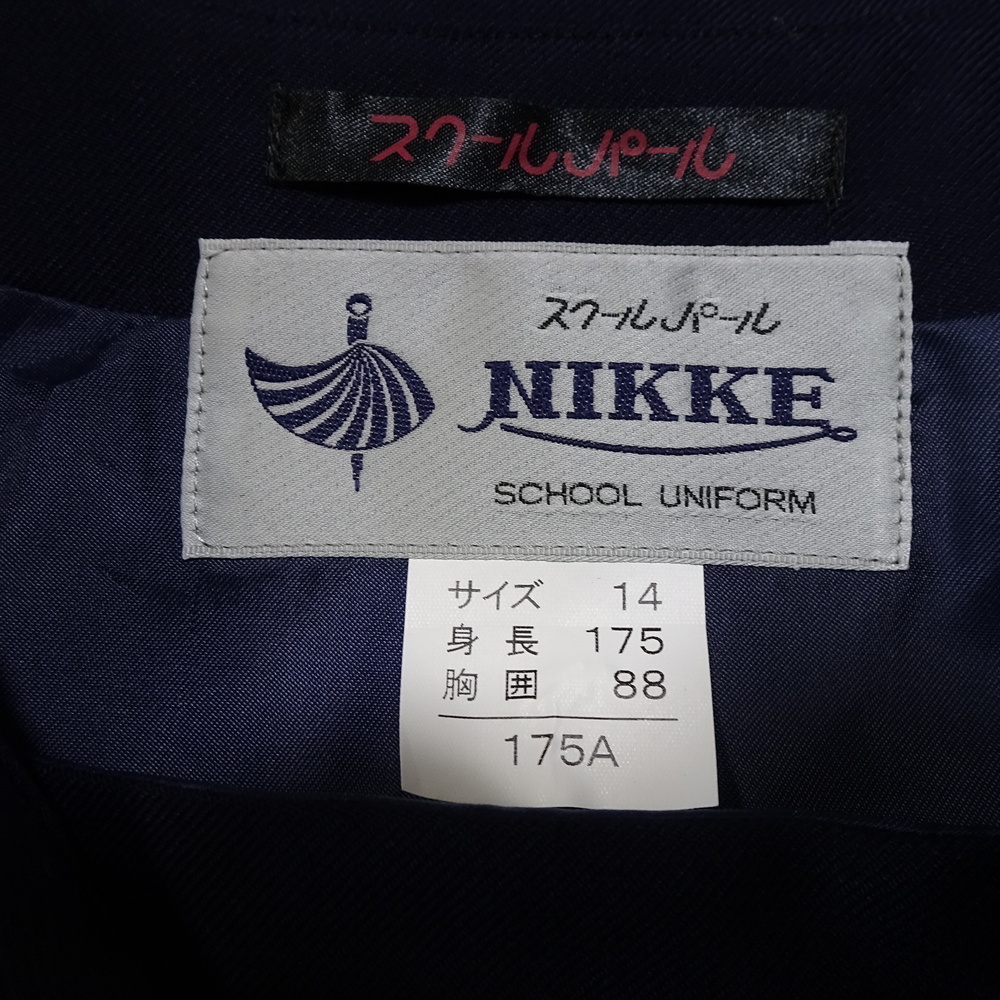 スクールパール
スクールパール
NIKKE
SCHOOL UNIFORM
サイズ 14
身長 175
胸囲 88
175A